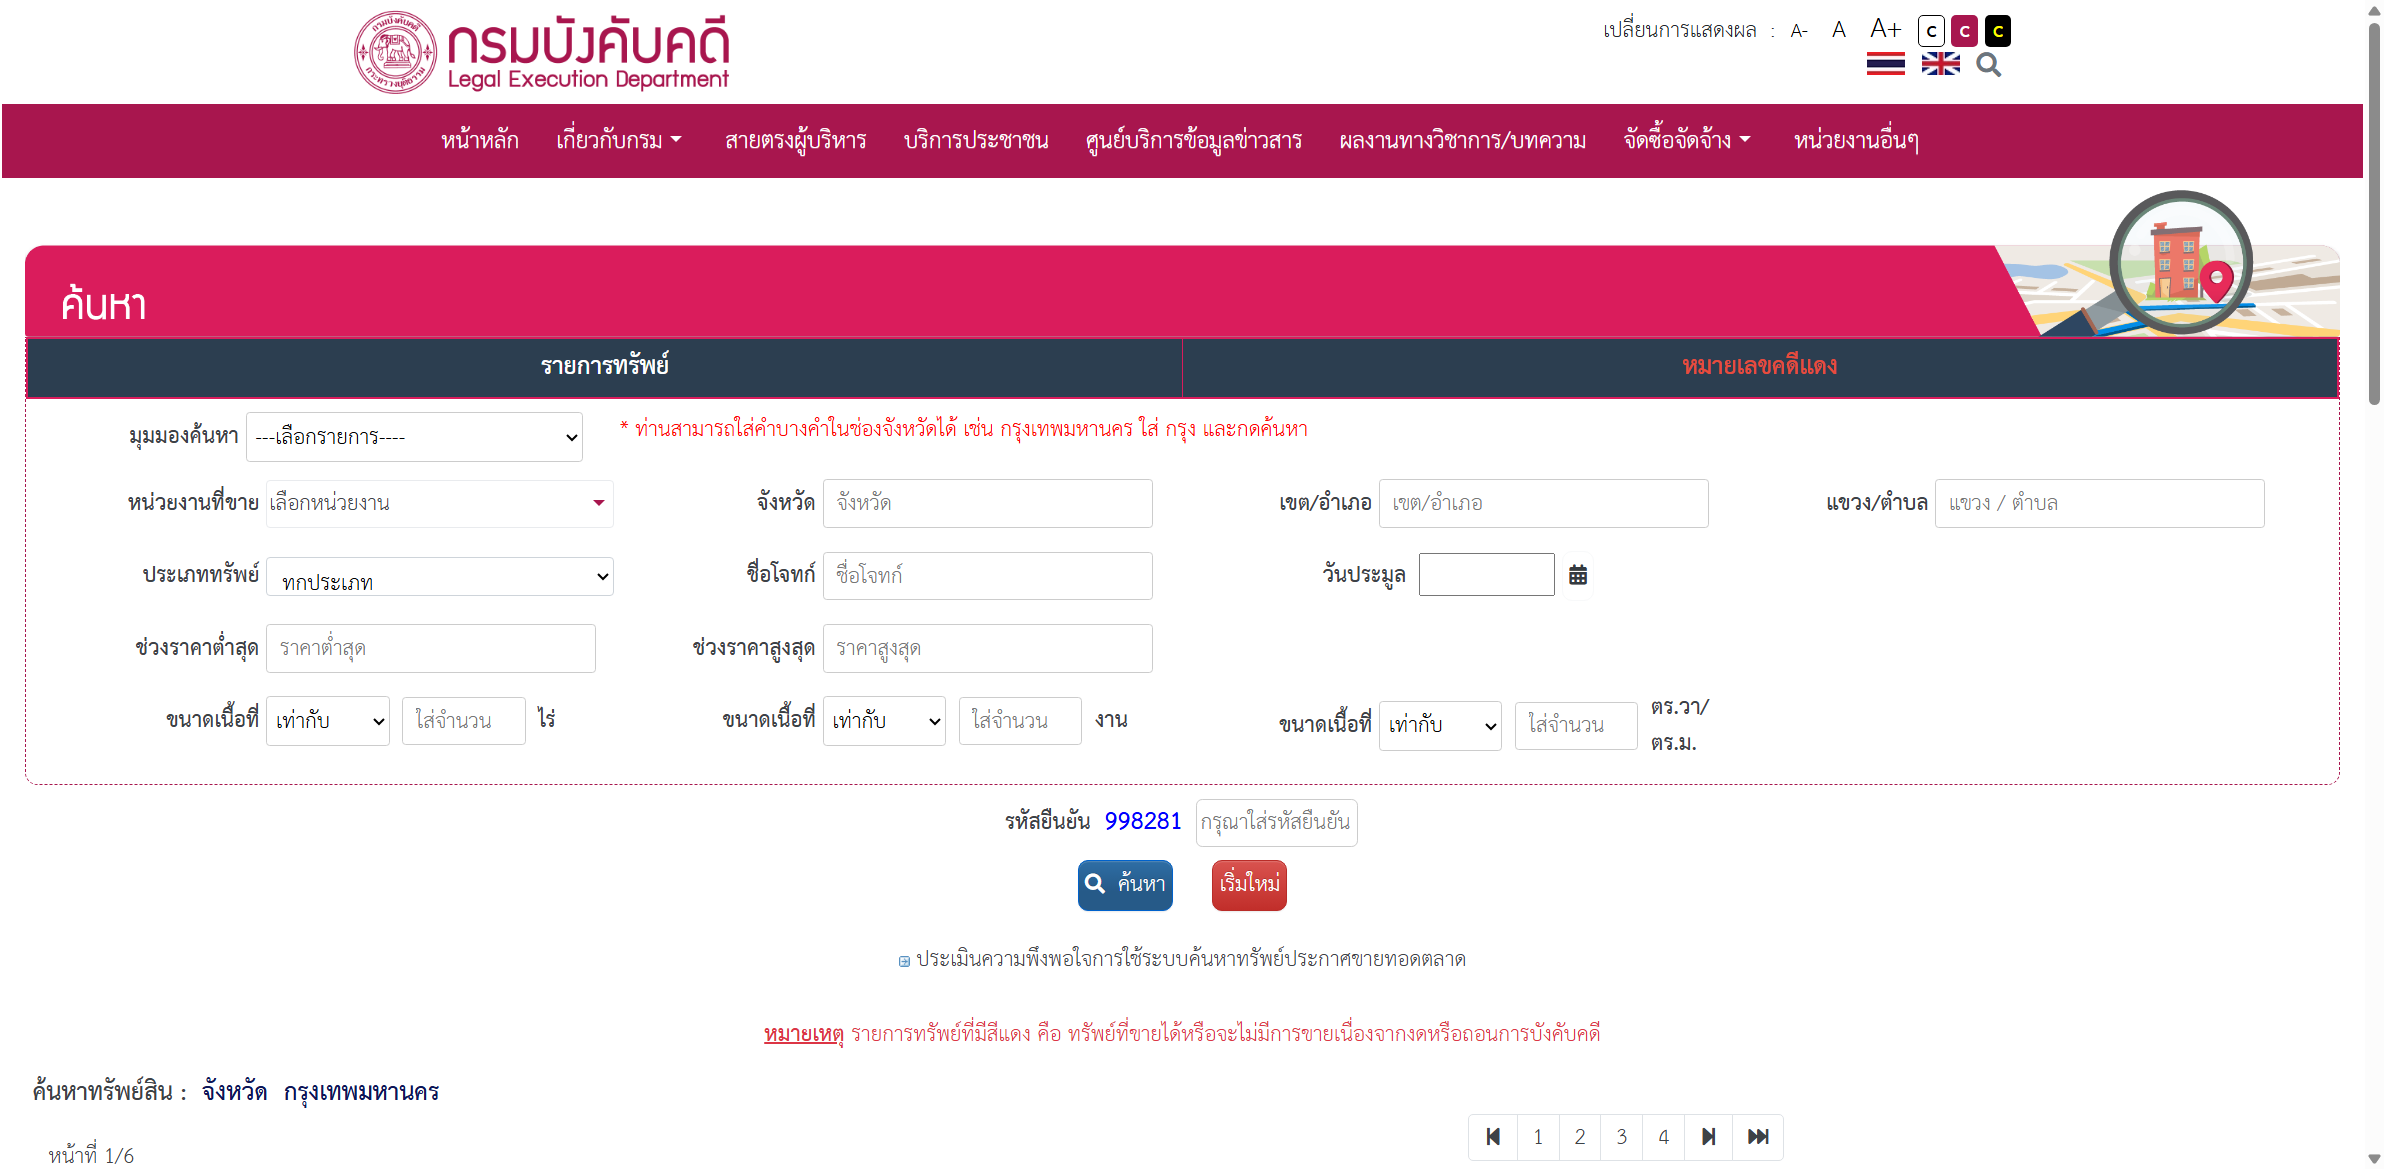 กรมบังคับคดี
Legal Execution Department
เปลี่ยนการแสดงผล : A- A A+ C C C
หน้าหลัก เกี่ยวกับกรม สายตรงผู้บริหาร บริการประชาชน ศูนย์บริการข้อมูลข่าวสาร ผลงานทางวิชาการ/บทความ จัดซื้อจัดจ้าง หน่วยงานอื่นๆ
ค้นหา
รายการทรัพย์ หมายเลขคดีแดง
มุมมองค้นหา ---เลือกรายการ---- * ท่านสามารถใส่คำบางคำในช่องจังหวัดได้ เช่น กรุงเทพมหานคร ใส่ กรุง และกดค้นหา
หน่วยงานที่ขาย เลือกหน่วยงาน จังหวัด จังหวัด เขต/อำเภอ เขต/อำเภอ แขวง/ตำบล แขวง / ตำบล
ประเภททรัพย์ ทุกประเภท ชื่อโจทก์ ชื่อโจทก์ วันประมูล
ช่วงราคาต่ำสุด ราคาต่ำสุด ช่วงราคาสูงสุด ราคาสูงสุด
ขนาดเนื้อที่ เท่ากับ ใส่จำนวน ไร่ ขนาดเนื้อที่ เท่ากับ ใส่จำนวน งาน ขนาดเนื้อที่ เท่ากับ ใส่จำนวน ตร.วา/
ตร.ม.
รหัสยืนยัน 998281 กรุณาใส่รหัสยืนยัน
ค้นหา เริ่มใหม่
ประเมินความพึงพอใจการใช้ระบบค้นหาทรัพย์ประกาศขายทอดตลาด
หมายเหตุ รายการทรัพย์ที่มีสีแดง คือ ทรัพย์ที่ขายได้หรือจะไม่มีการขายเนื่องจากงดหรือถอนการบังคับคดี
ค้นหาทรัพย์สิน : จังหวัด กรุงเทพมหานคร
1 2 3 4
หน้าที่ 1/6